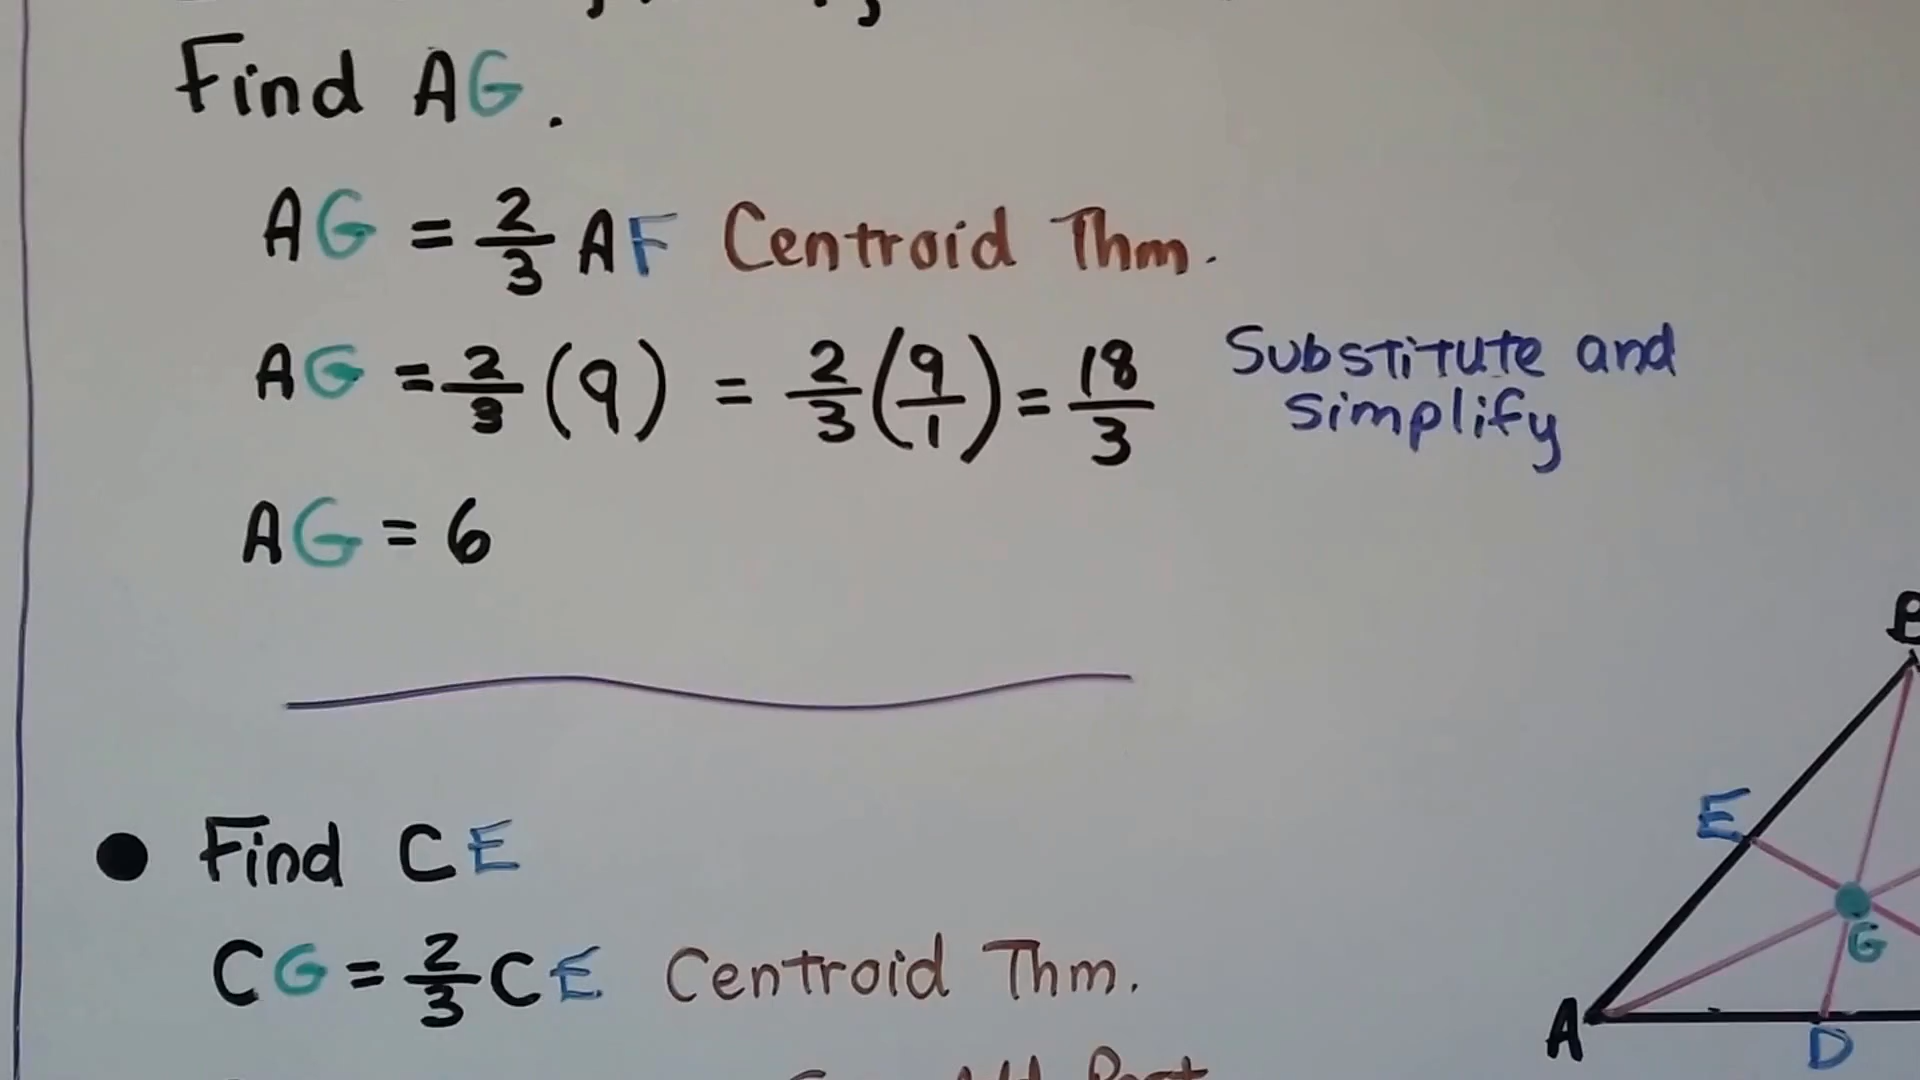 Find AG.
AG = 2/3 AF Centroid Thm.
AG = 2/3 (9) = 2/3 (9/1) = 18/3 Substitute and
simplify
AG = 6
B
E
● Find CE
G
CG = 2/3 CE Centroid Thm.
A
D